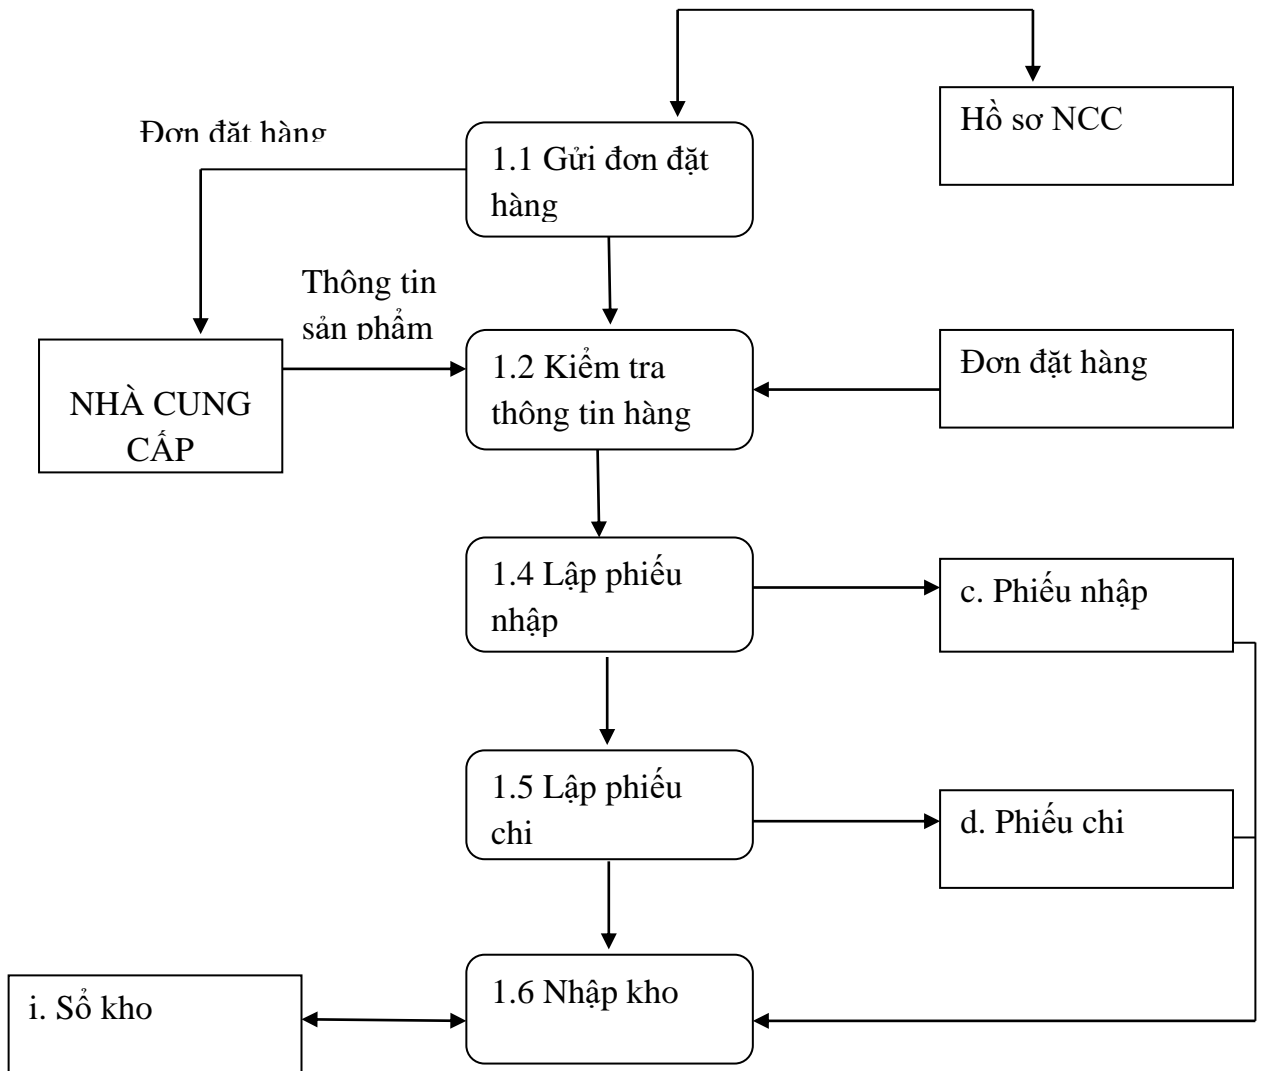 Hồ sơ NCC
Đơn đặt hàng
1.1 Gửi đơn đặt
hàng
Thông tin
sản phẩm
NHÀ CUNG
CẤP
1.2 Kiểm tra
thông tin hàng
Đơn đặt hàng
1.4 Lập phiếu
nhập
c. Phiếu nhập
1.5 Lập phiếu
chi
d. Phiếu chi
1.6 Nhập kho
i. Sổ kho